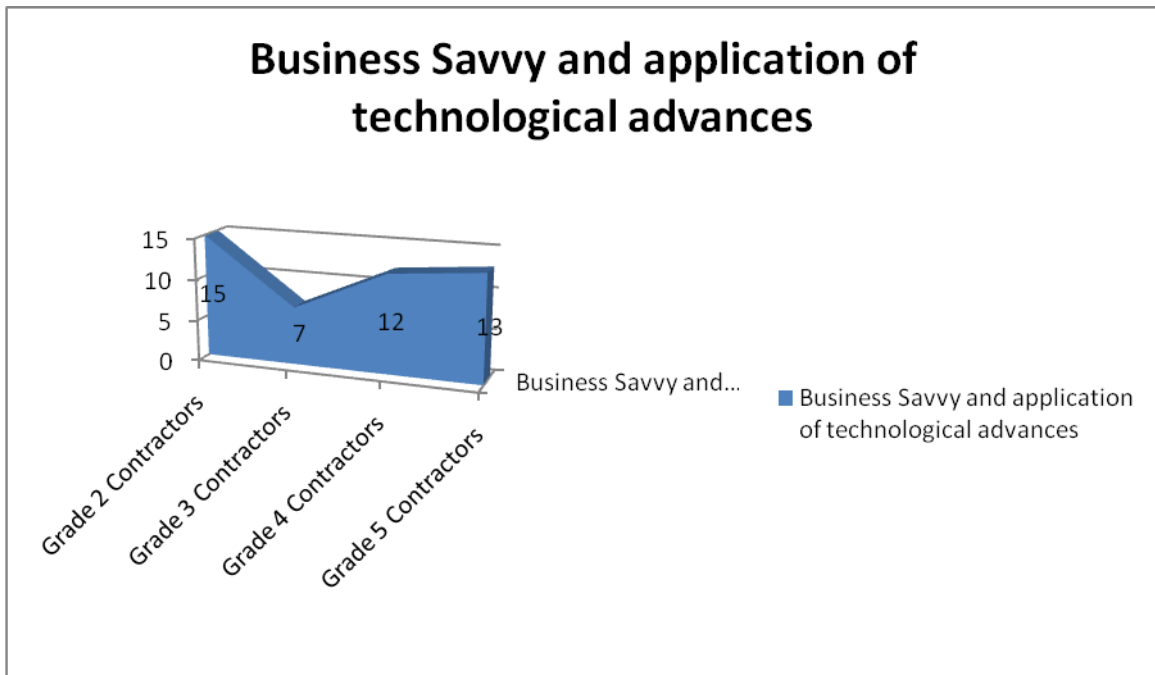 Business Savvy and application of
technological advances
15
10
5
0
15
7
12
13
Business Savvy and...
Grade 2 Contractors
Grade 3 Contractors
Grade 4 Contractors
Grade 5 Contractors
Business Savvy and application
of technological advances